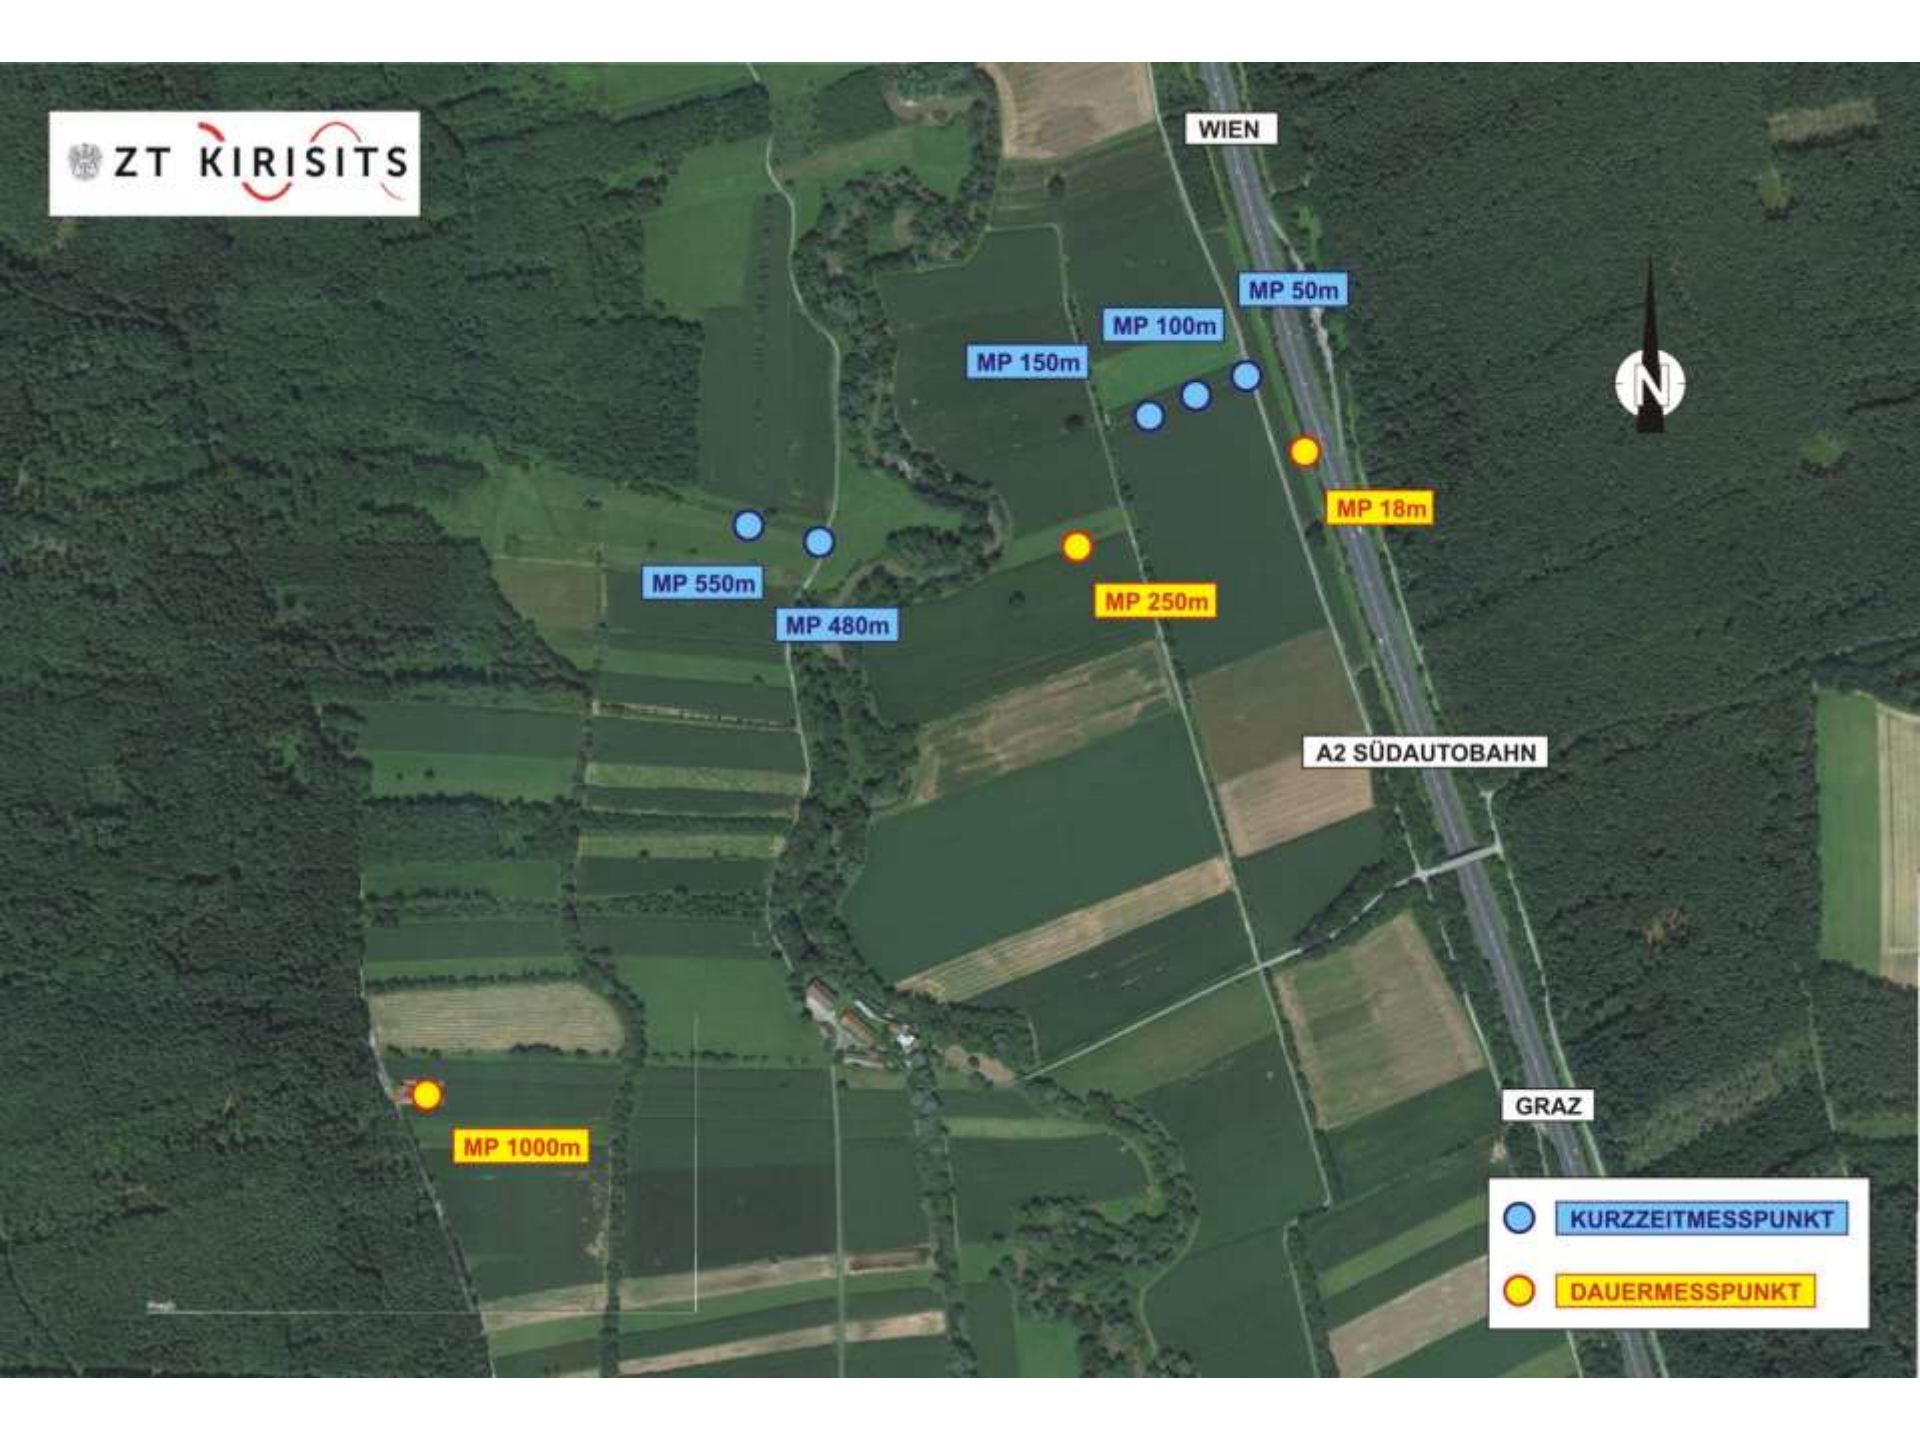 ZT KIRISITS
WIEN
MP 50m
MP 100m
MP 150m
N
MP 18m
MP 550m
MP 250m
MP 480m
A2 SÜDAUTOBAHN
GRAZ
MP 1000m
KURZZEITMESSPUNKT
DAUERMESSPUNKT